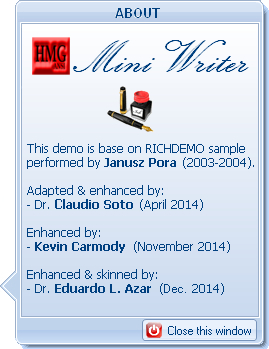 ABOUT
HMG
Mini Writer
This demo is base on RICHDEMO sample
performed by Janusz Pora (2003-2004).
Adapted & enhanced by:
- Dr. Claudio Soto (April 2014)
Enhanced by:
- Kevin Carmody (November 2014)
Enhanced & skinned by:
- Dr. Eduardo L. Azar (Dec. 2014)
Close this window